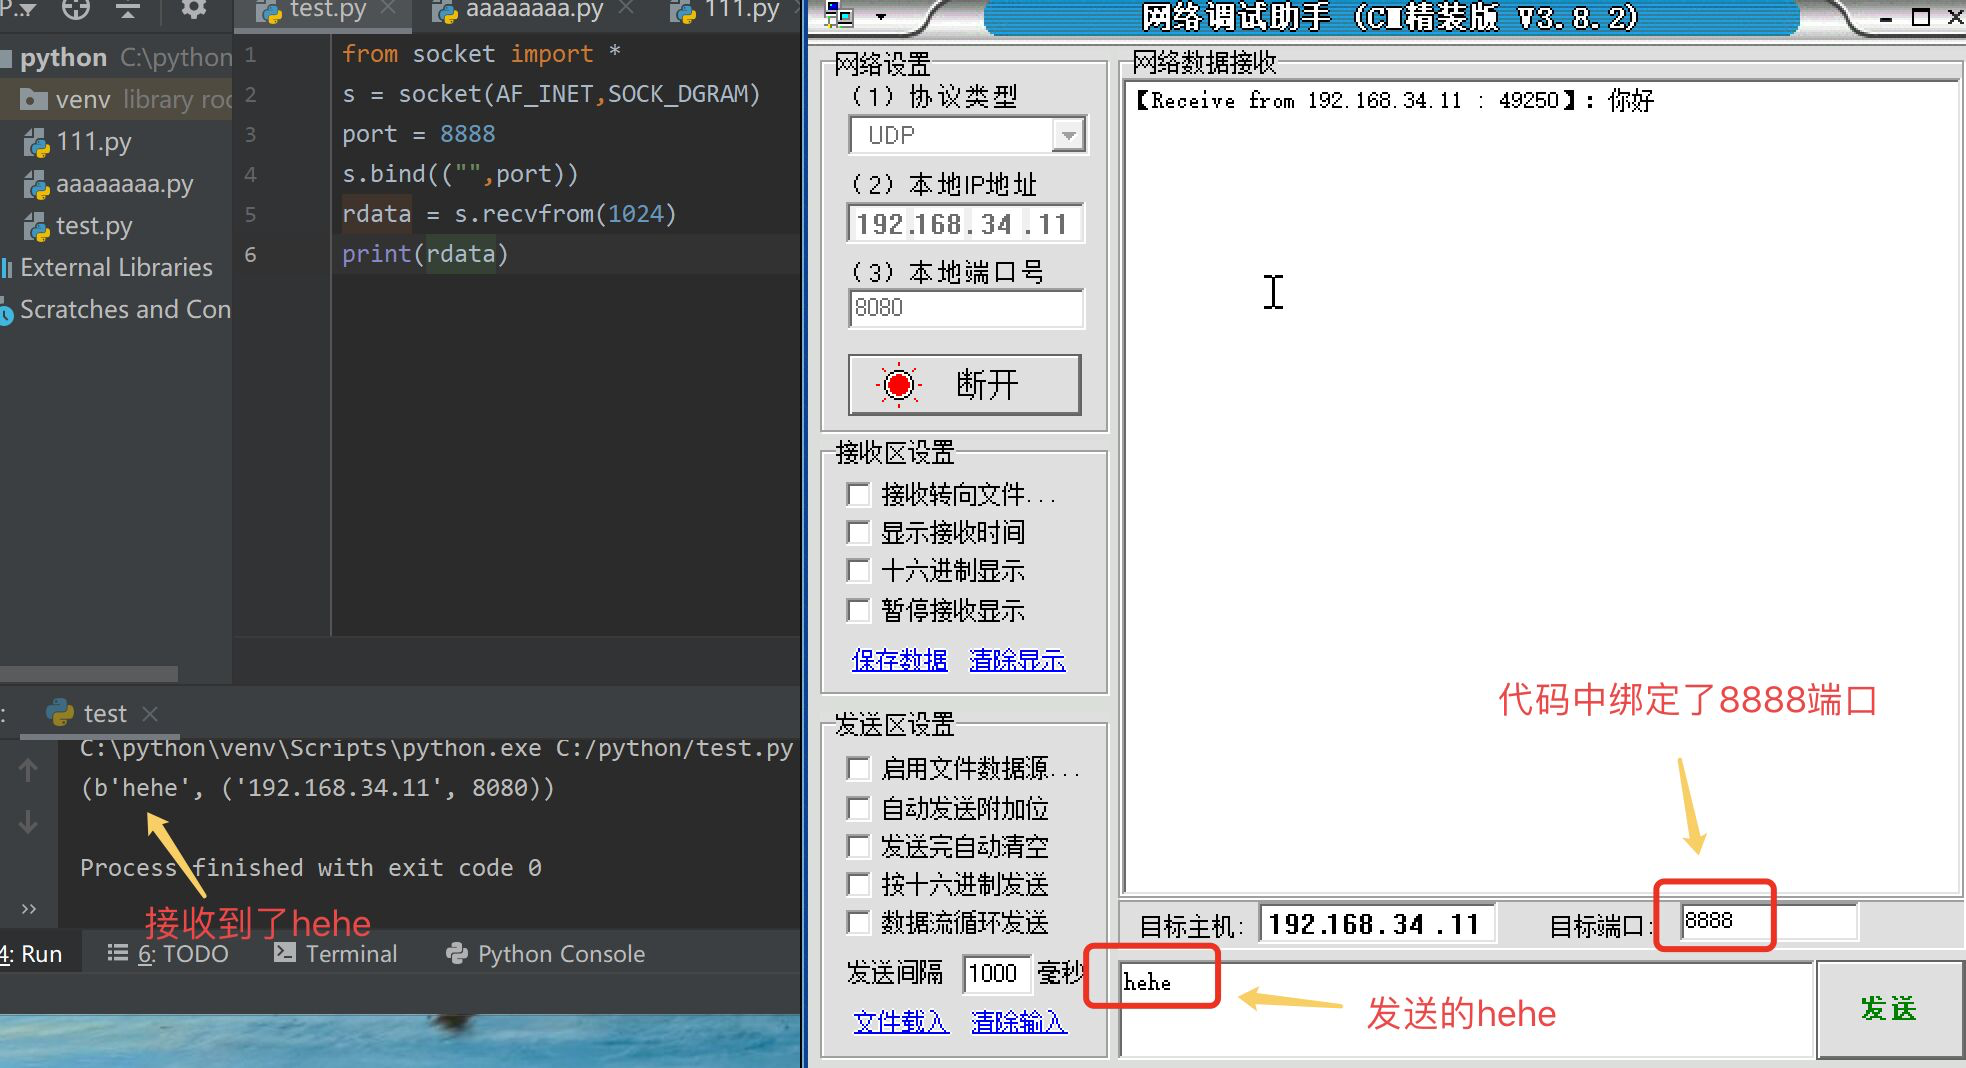 P...
test.py
aaaaaaaa.py
111.py
python C:\python
venv library roo
111.py
aaaaaaaa.py
test.py
External Libraries
Scratches and Con
1 from socket import *
2 s = socket(AF_INET,SOCK_DGRAM)
3 port = 8888
4 s.bind(("",port))
5 rdata = s.recvfrom(1024)
6 print(rdata)
: test
C:\python\venv\Scripts\python.exe C:/python/test.py
(b'hehe', ('192.168.34.11', 8080))
Process finished with exit code 0
接收到了hehe
4: Run
6: TODO
Terminal
Python Console
网络调试助手 (CM精装版 V3.8.2)
网络设置
(1) 协议类型
UDP
(2) 本地IP地址
192.168.34.11
(3) 本地端口号
8080
断开
接收区设置
接收转向文件...
显示接收时间
十六进制显示
暂停接收显示
保存数据 清除显示
发送区设置
启用文件数据源...
自动发送附加位
发送完自动清空
按十六进制发送
数据流循环发送
发送间隔 1000 毫秒
文件载入 清除输入
网络数据接收
【Receive from 192.168.34.11 : 49250】: 你好
代码中绑定了8888端口
目标主机: 192.168.34.11 目标端口: 8888
hehe
发送的hehe
发送